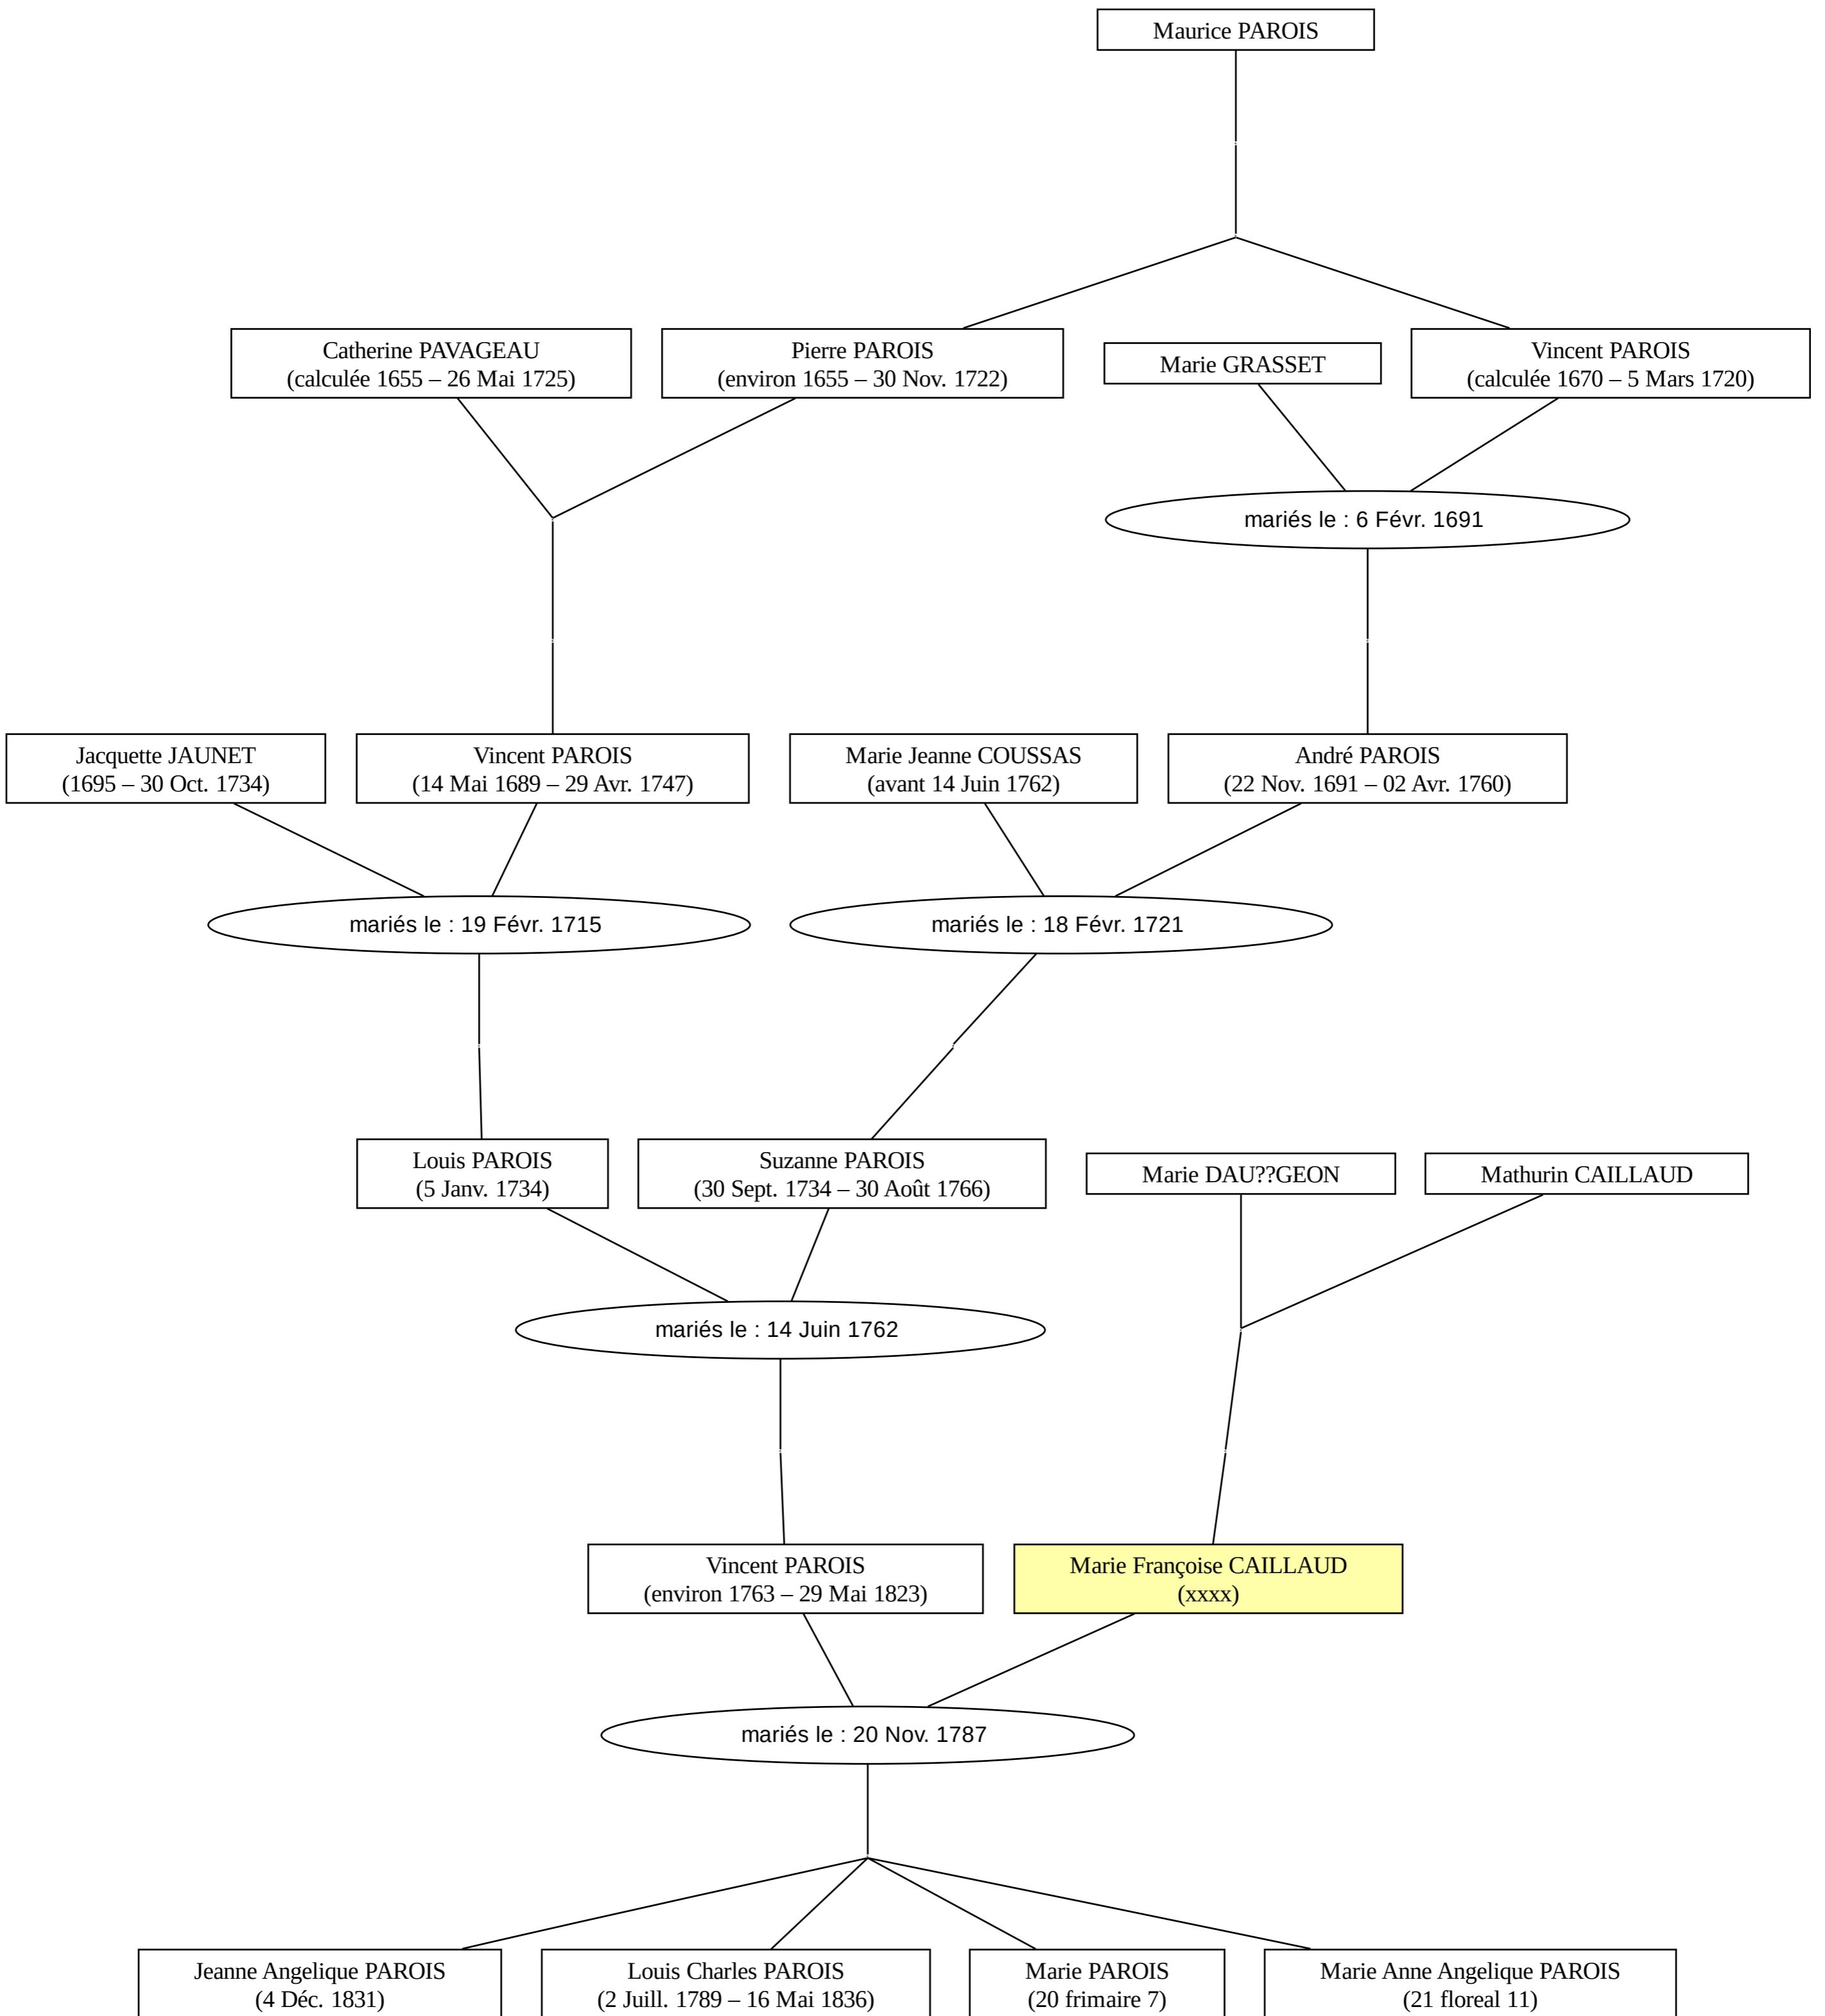 Maurice PAROIS
Catherine PAVAGEAU
(calculée 1655 – 26 Mai 1725)
Pierre PAROIS
(environ 1655 – 30 Nov. 1722)
Marie GRASSET
Vincent PAROIS
(calculée 1670 – 5 Mars 1720)
mariés le : 6 Févr. 1691
Jacquette JAUNET
(1695 – 30 Oct. 1734)
Vincent PAROIS
(14 Mai 1689 – 29 Avr. 1747)
Marie Jeanne COUSSAS
(avant 14 Juin 1762)
André PAROIS
(22 Nov. 1691 – 02 Avr. 1760)
mariés le : 19 Févr. 1715
mariés le : 18 Févr. 1721
Louis PAROIS
(5 Janv. 1734)
Suzanne PAROIS
(30 Sept. 1734 – 30 Août 1766)
Marie DAU??GEON
Mathurin CAILLAUD
mariés le : 14 Juin 1762
Vincent PAROIS
(environ 1763 – 29 Mai 1823)
Marie Françoise CAILLAUD
(xxxx)
mariés le : 20 Nov. 1787
Jeanne Angelique PAROIS
(4 Déc. 1831)
Louis Charles PAROIS
(2 Juill. 1789 – 16 Mai 1836)
Marie PAROIS
(20 frimaire 7)
Marie Anne Angelique PAROIS
(21 floreal 11)